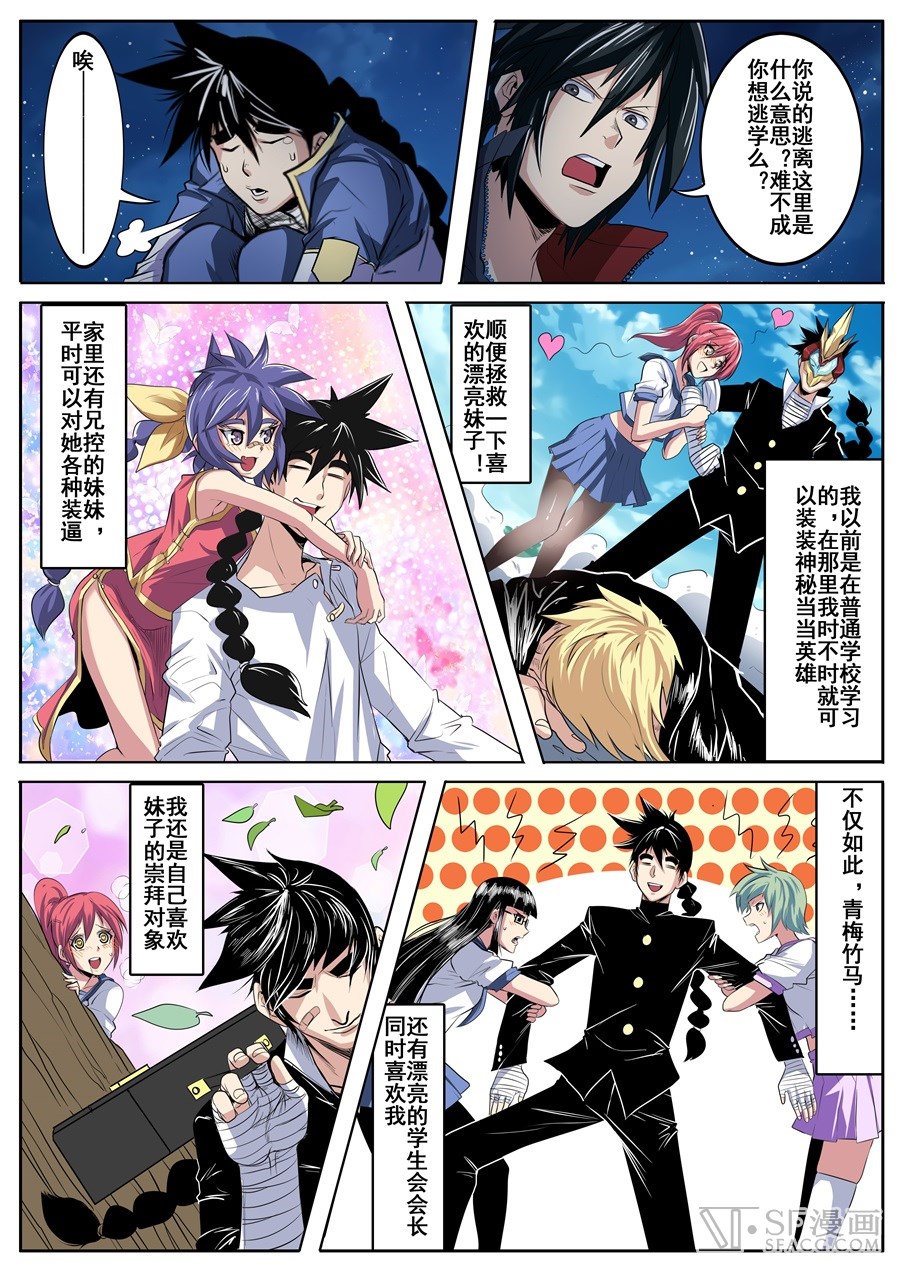 你说的逃离这里是
什么意思？难不成
你想逃学么？
唉——
我以前是在普通学校学习
的，在那里我时不时就可
以装装神秘当当英雄
顺便拯救一下喜
欢的漂亮妹子！
家里还有兄控的妹妹，
平时可以对她各种装逼
不仅如此，青梅竹马……
还有漂亮的学生会会长
同时喜欢我
我还是自己喜欢
妹子的崇拜对象
SF漫画
SFACG.COM